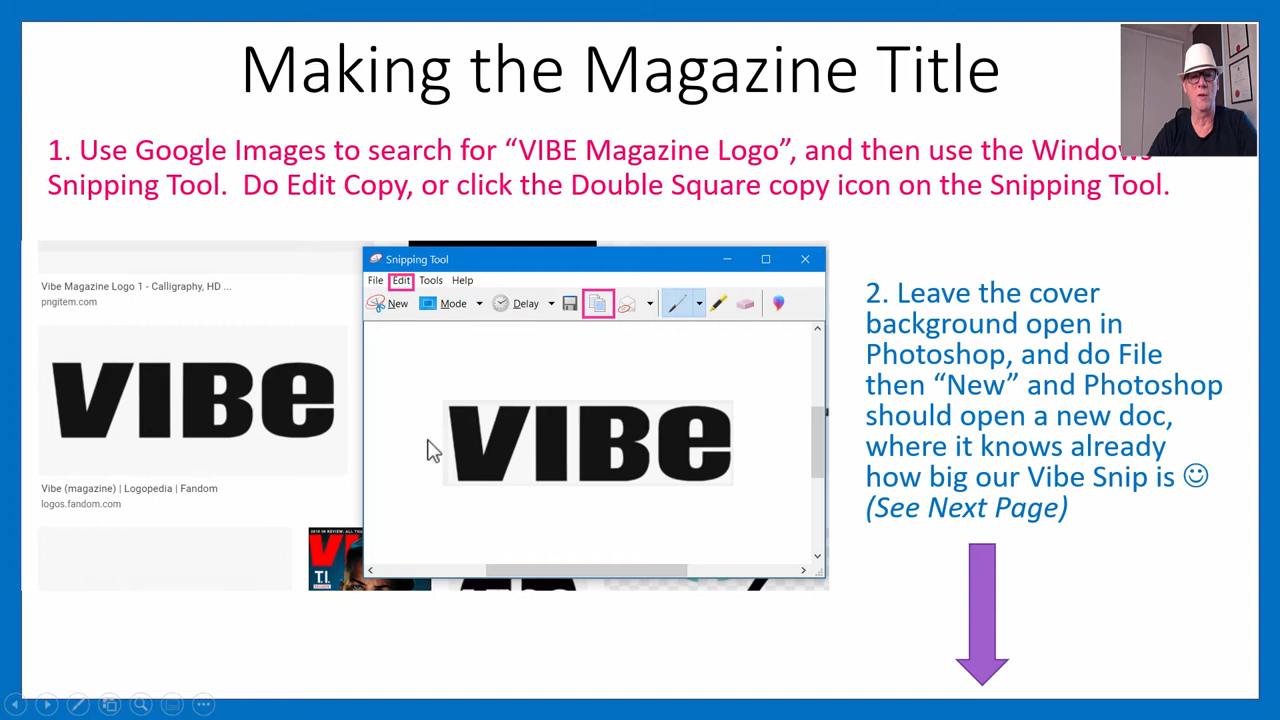 Making the Magazine Title
1. Use Google Images to search for “VIBE Magazine Logo”, and then use the Windows
Snipping Tool.  Do Edit Copy, or click the Double Square copy icon on the Snipping Tool.
Vibe Magazine Logo 1 - Calligraphy, HD ...
pngitem.com
VIBE
Vibe (magazine) | Logopedia | Fandom
logos.fandom.com
T.I.
Snipping Tool
File Edit Tools Help
New Mode Delay
VIBE
2. Leave the cover
background open in
Photoshop, and do File
then “New” and Photoshop
should open a new doc,
where it knows already
how big our Vibe Snip is ☺
(See Next Page)